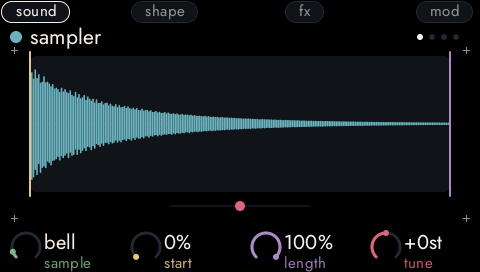 sound shape fx mod
sampler
bell 0% 100% +0st
sample start length tune